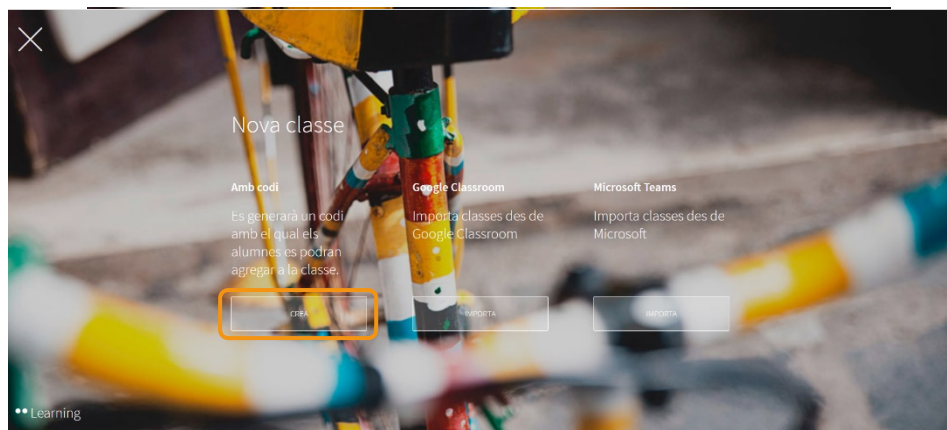 Nova classe
Amb codi
Es generarà un codi
amb el qual els
alumnes es podran
agregar a la classe.
CREA
Google Classroom
Importa classes des de
Google Classroom
IMPORTA
Microsoft Teams
Importa classes des de
Microsoft
IMPORTA
Learning